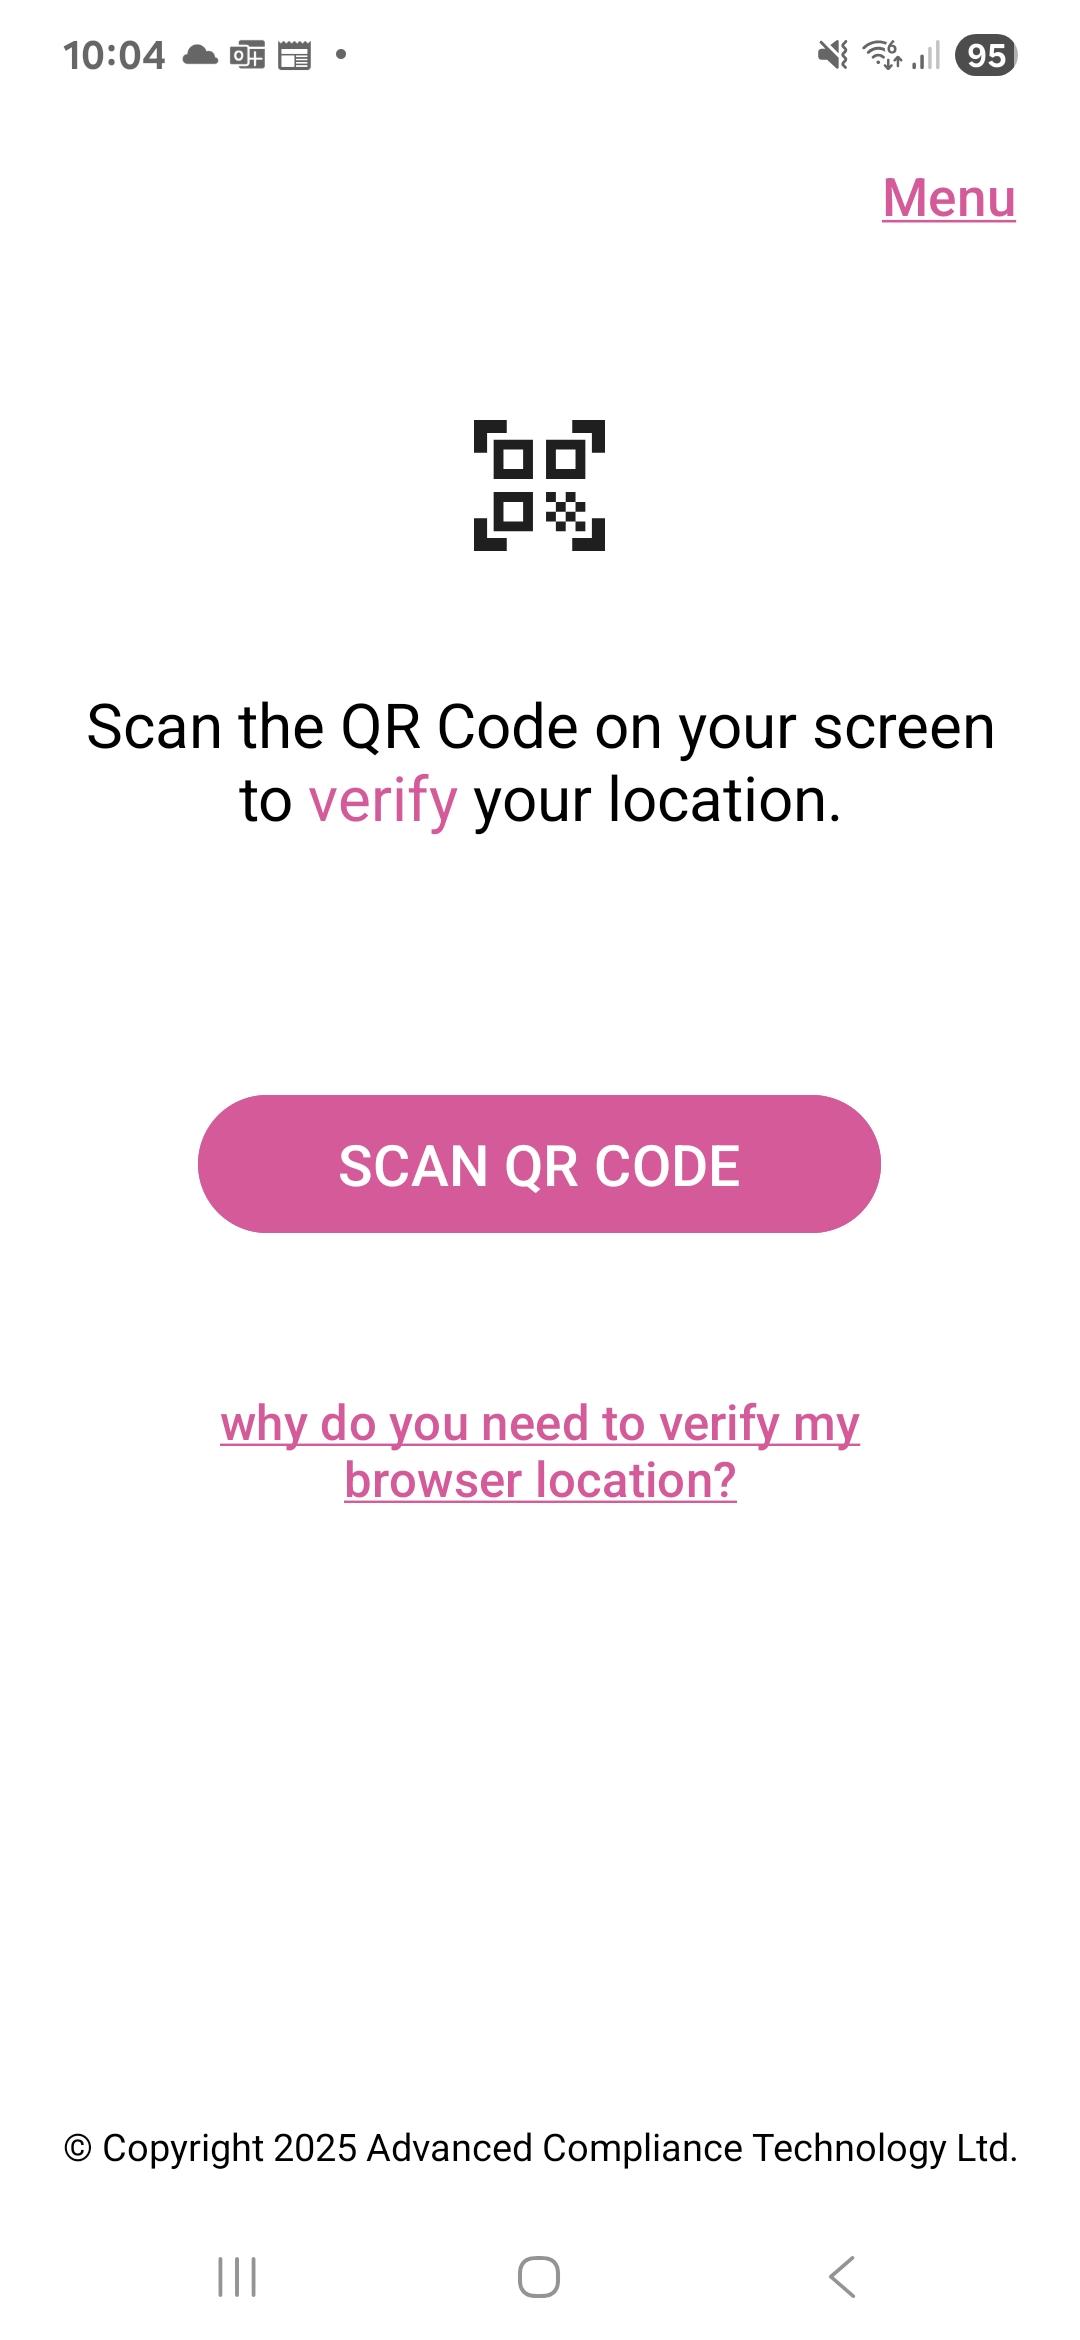 10:04
6
95
Menu
Scan the QR Code on your screen
to verify your location.
SCAN QR CODE
why do you need to verify my
browser location?
© Copyright 2025 Advanced Compliance Technology Ltd.